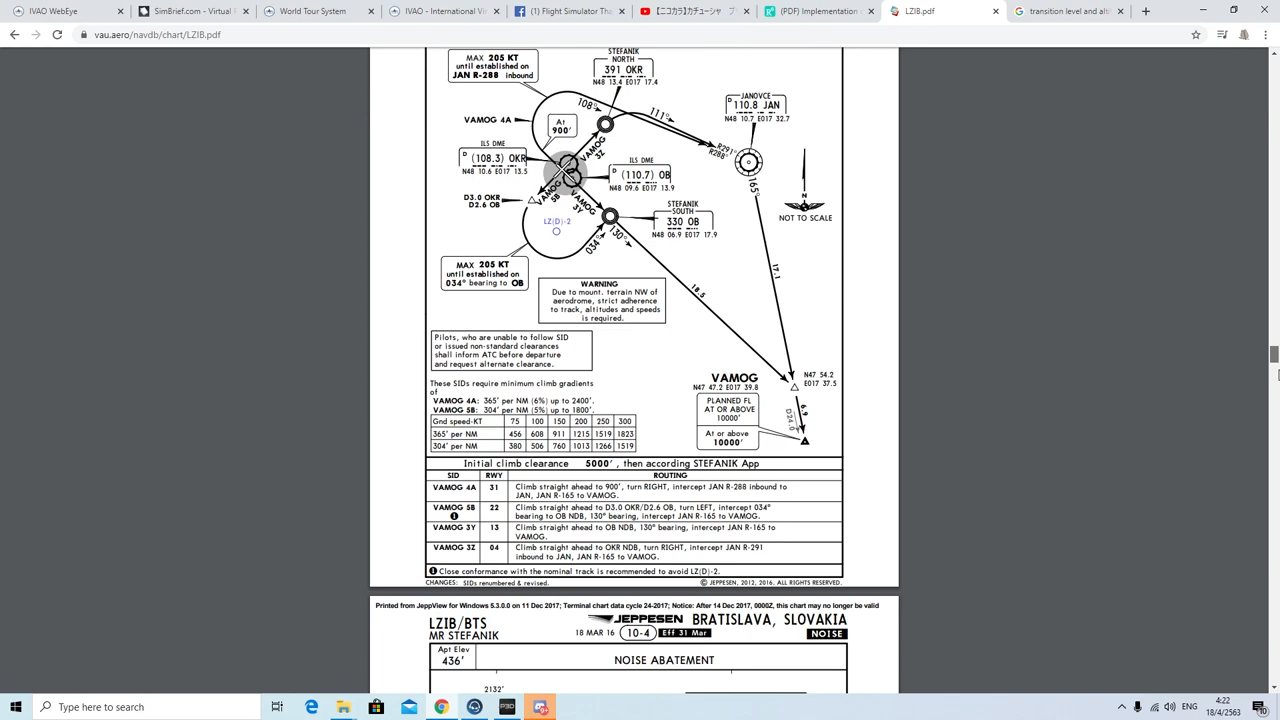 IVAO WebEye
SimBrief.com - Virtual
World Tour System
IVAO - International Vi
(1) Flight Simulator Tho
(PDF) Implementation
LZIB.pdf
transition level and alti
vau.aero/navdb/chart/LZIB.pdf
MAX 205 KT
until established on
JAN R-288 inbound
STEFANIK
NORTH
391 OKR
N48 13.4 E017 17.4
JANOVCE
D 110.8 JAN
N48 10.7 E017 32.7
108°
111°
VAMOG 4A
At
900'
VAMOG
3Z
R291°
R288°
ILS DME
D (108.3) OKR
N48 10.6 E017 13.5
ILS DME
D (110.7) OB
N48 09.6 E017 13.9
165°
D3.0 OKR
D2.6 OB
VAMOG
5B
VAMOG
3Y
N
NOT TO SCALE
STEFANIK
SOUTH
330 OB
N48 06.9 E017 17.9
LZ(D)-2
034°
130°
MAX 205 KT
until established on
034° bearing to OB
WARNING
Due to mount. terrain NW of
aerodrome, strict adherence
to track, altitudes and speeds
is required.
17.1
18.5
Pilots, who are unable to follow SID
or issued non-standard clearances
shall inform ATC before departure
and request alternate clearance.
VAMOG
N47 47.2 E017 39.8
N47 54.2
E017 37.5
These SIDs require minimum climb gradients
of
VAMOG 4A: 365' per NM (6%) up to 2400'.
VAMOG 5B: 304' per NM (5%) up to 1800'.
PLANNED FL
AT OR ABOVE
10000'
At or above
10000'
6.9
D24.0
Gnd speed-KT 75 100 150 200 250 300
365' per NM 456 608 911 1215 1519 1823
304' per NM 380 506 760 1013 1266 1519
Initial climb clearance 5000', then according STEFANIK App
SID RWY ROUTING
VAMOG 4A 31 Climb straight ahead to 900', turn RIGHT, intercept JAN R-288 inbound to
JAN, JAN R-165 to VAMOG.
VAMOG 5B 22 Climb straight ahead to D3.0 OKR/D2.6 OB, turn LEFT, intercept 034°
bearing to OB NDB, 130° bearing, intercept JAN R-165 to VAMOG.
VAMOG 3Y 13 Climb straight ahead to OB NDB, 130° bearing, intercept JAN R-165 to
VAMOG.
VAMOG 3Z 04 Climb straight ahead to OKR NDB, turn RIGHT, intercept JAN R-291
inbound to JAN, JAN R-165 to VAMOG.
1 Close conformance with the nominal track is recommended to avoid LZ(D)-2.
CHANGES: SIDs renumbered & revised.
© JEPPESEN, 2012, 2016. ALL RIGHTS RESERVED.
Printed from JeppView for Windows 5.3.0.0 on 11 Dec 2017; Terminal chart data cycle 24-2017; Notice: After 14 Dec 2017, 0000Z, this chart may no longer be valid
LZIB/BTS
MR STEFANIK
JEPPESEN BRATISLAVA, SLOVAKIA
18 MAR 16 10-4 Eff 31 Mar NOISE
Apt Elev
436'
NOISE ABATEMENT
2132'
Type here to search
P3D
ENG
4:22
18/4/2563
10